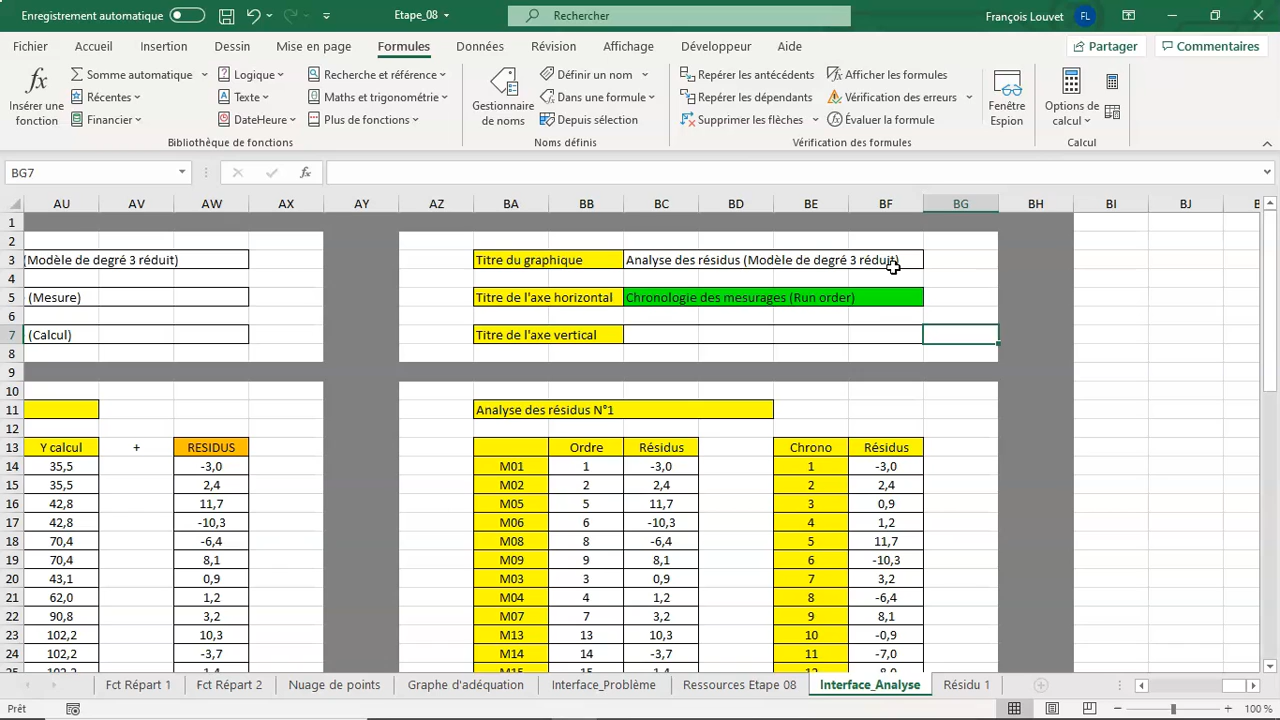 Enregistrement automatique
Etape_08
Rechercher
François Louvet
FL
Fichier
Accueil
Insertion
Dessin
Mise en page
Formules
Données
Révision
Affichage
Développeur
Aide
Partager
Commentaires
fx
Insérer une
fonction
Somme automatique
Récentes
Financier
Logique
Texte
DateHeure
Recherche et référence
Maths et trigonométrie
Plus de fonctions
Bibliothèque de fonctions
Gestionnaire
de noms
Définir un nom
Dans une formule
Depuis sélection
Noms définis
Repérer les antécédents
Repérer les dépendants
Supprimer les flèches
Afficher les formules
Vérification des erreurs
Évaluer la formule
Vérification des formules
Fenêtre
Espion
Options de
calcul
Calcul
BG7
fx
AU AV AW AX AY AZ BA BB BC BD BE BF BG BH BI BJ
1
2
3 (Modèle de degré 3 réduit) Titre du graphique Analyse des résidus (Modèle de degré 3 réduit)
4
5 (Mesure) Titre de l'axe horizontal Chronologie des mesurages (Run order)
6
7 (Calcul) Titre de l'axe vertical
8
9
10
11 Analyse des résidus N°1
12
13 Y calcul + RESIDUS Ordre Résidus Chrono Résidus
14 35,5 -3,0 M01 1 -3,0 1 -3,0
15 35,5 2,4 M02 2 2,4 2 2,4
16 42,8 11,7 M05 5 11,7 3 0,9
17 42,8 -10,3 M06 6 -10,3 4 1,2
18 70,4 -6,4 M08 8 -6,4 5 11,7
19 70,4 8,1 M09 9 8,1 6 -10,3
20 43,1 0,9 M03 3 0,9 7 3,2
21 62,0 1,2 M04 4 1,2 8 -6,4
22 90,8 3,2 M07 7 3,2 9 8,1
23 102,2 10,3 M13 13 10,3 10 -0,9
24 102,2 -3,7 M14 14 -3,7 11 -7,0
Fct Répart 1
Fct Répart 2
Nuage de points
Graphe d'adéquation
Interface_Problème
Ressources Etape 08
Interface_Analyse
Résidu 1
Prêt
100 %